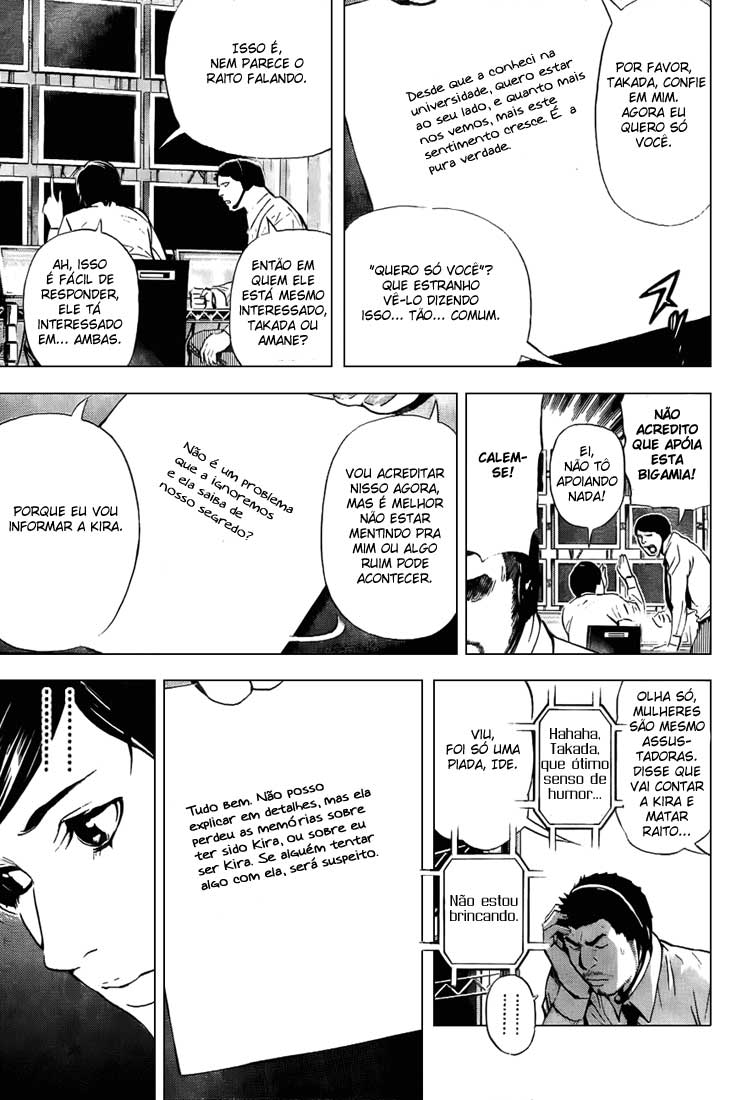 POR FAVOR,
TAKADA, CONFIE
EM MIM.
AGORA EU
QUERO SÓ
VOCÊ.
Desde que a conheci na
universidade, quero estar
ao seu lado, e quanto mais
nos vemos, mais este
sentimento cresce. É a
pura verdade.
"QUERO SÓ VOCÊ"?
QUE ESTRANHO
VÊ-LO DIZENDO
ISSO... TÃO... COMUM.
ISSO É,
NEM PARECE O
RAITO FALANDO.
ENTÃO EM
QUEM ELE
ESTÁ MESMO
INTERESSADO,
TAKADA OU
AMANE?
AH, ISSO
É FÁCIL DE
RESPONDER,
ELE TÁ
INTERESSADO
EM... AMBAS.
NÃO
ACREDITO
QUE APÓIA
ESTA
BIGAMIA!
EI,
NÃO TÔ
APOIANDO
NADA!
CALEM-
SE!
VOU ACREDITAR
NISSO AGORA,
MAS É MELHOR
NÃO ESTAR
MENTINDO PRA
MIM OU ALGO
RUIM PODE
ACONTECER.
Não é um problema
que a ignoremos
e ela saiba de
nosso segredo?
PORQUE EU VOU
INFORMAR A KIRA.
OLHA SÓ,
MULHERES
SÃO MESMO
ASSUS-
TADORAS.
DISSE QUE
VAI CONTAR
A KIRA E
MATAR
RAITO...
Hahaha,
Takada,
que ótimo
senso de
humor...
VIU,
FOI SÓ UMA
PIADA, IDE.
Não estou
brincando.
Tudo Bem. Não posso
explicar em detalhes, mas ela
perdeu as memórias sobre
ter sido Kira, ou sobre eu
ser Kira. Se alguém tentar
algo com ela, será suspeito.